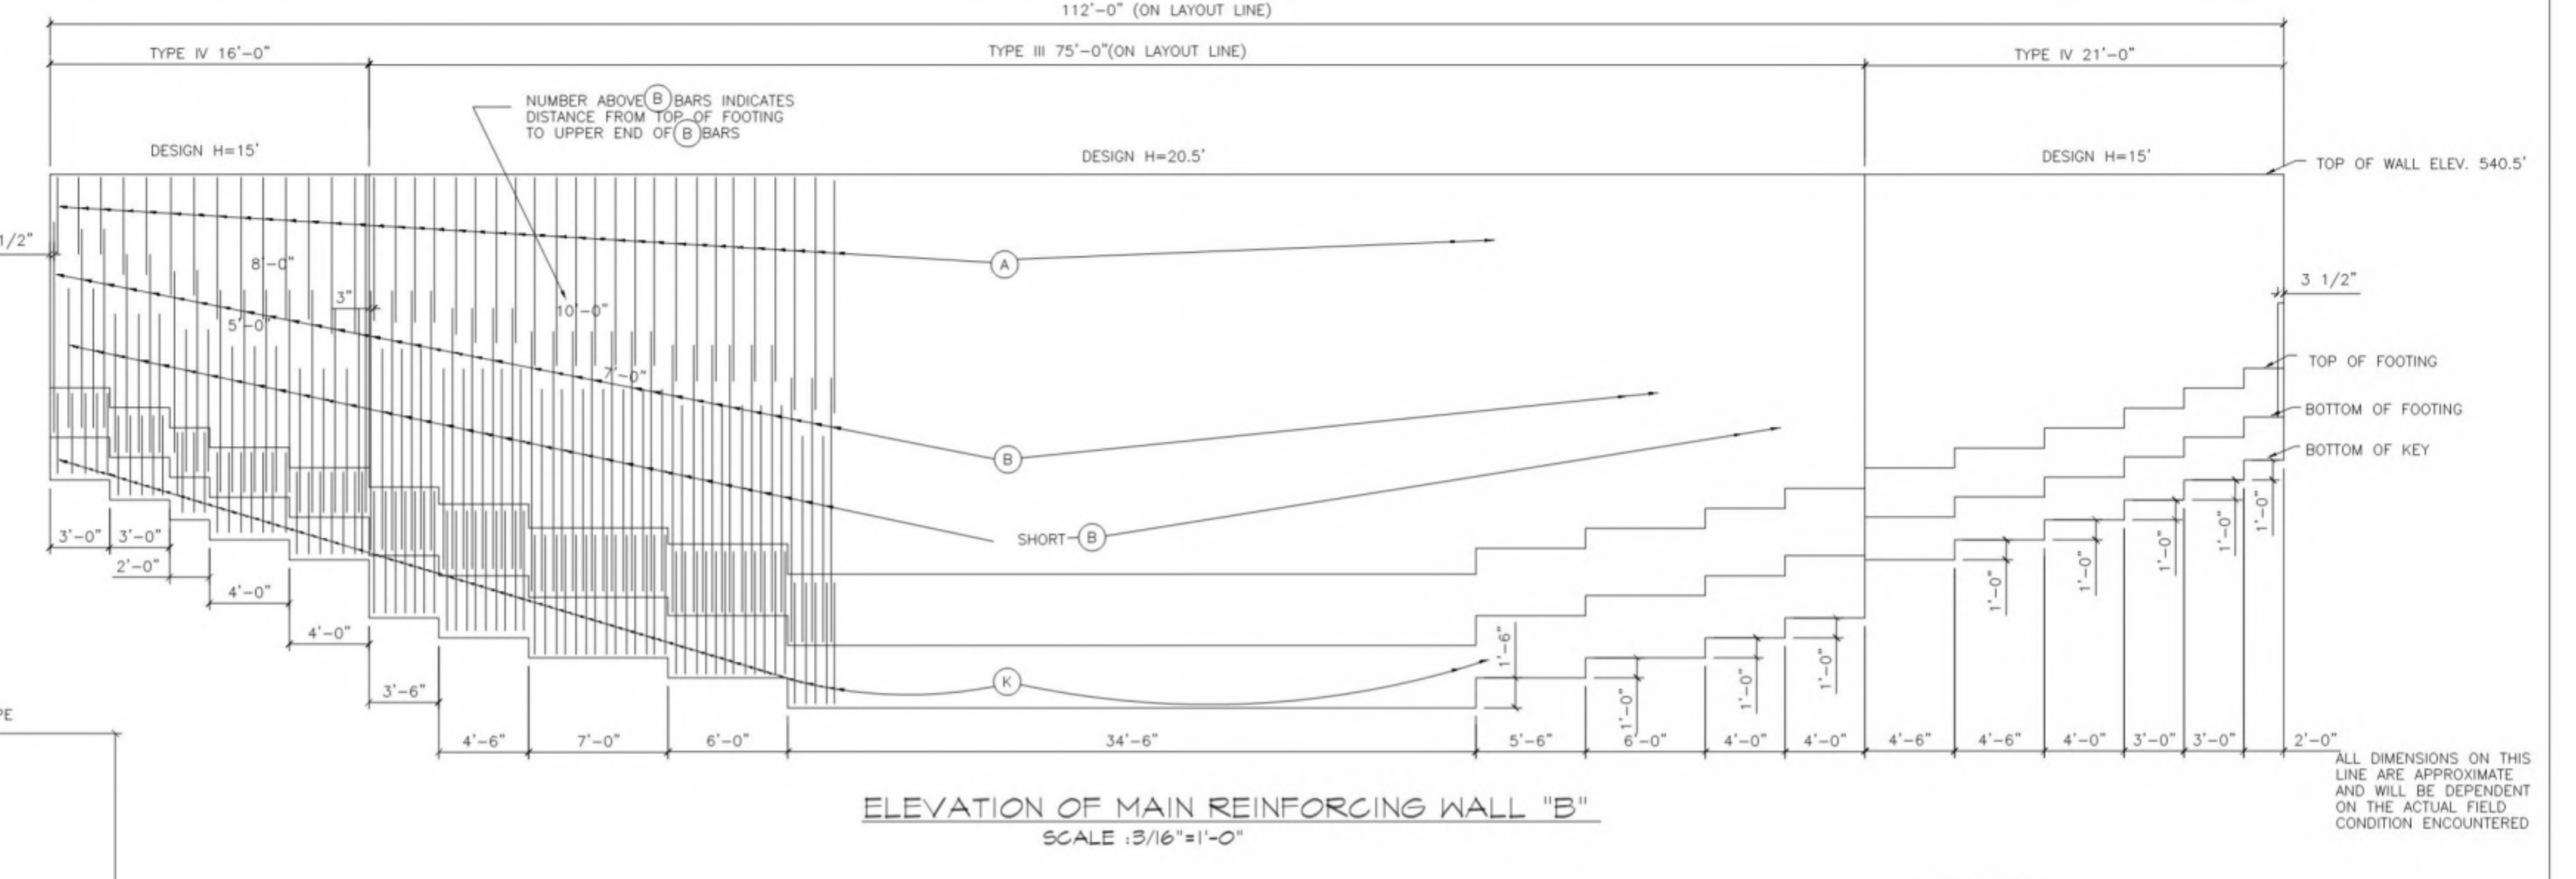 112'-0" (ON LAYOUT LINE)
TYPE IV 16'-0"
TYPE III 75'-0"(ON LAYOUT LINE)
TYPE IV 21'-0"
NUMBER ABOVE B BARS INDICATES
DISTANCE FROM TOP OF FOOTING
TO UPPER END OF B BARS
DESIGN H=15'
DESIGN H=20.5'
DESIGN H=15'
TOP OF WALL ELEV. 540.5'
1/2"
8'-0"
A
3 1/2"
3"
10'-0"
5'-0"
TOP OF FOOTING
7'-0"
BOTTOM OF FOOTING
B
BOTTOM OF KEY
SHORT B
3'-0"
3'-0"
2'-0"
4'-0"
4'-0"
3'-6"
K
1'-6"
1'-0"
1'-0"
1'-0"
1'-0"
1'-0"
1'-0"
1'-0"
1'-0"
PE
4'-6"
7'-0"
6'-0"
34'-6"
5'-6"
6'-0"
4'-0"
4'-0"
4'-6"
4'-6"
4'-0"
3'-0"
3'-0"
2'-0"
ALL DIMENSIONS ON THIS
LINE ARE APPROXIMATE
AND WILL BE DEPENDENT
ON THE ACTUAL FIELD
CONDITION ENCOUNTERED
ELEVATION OF MAIN REINFORCING WALL "B"
SCALE :3/16"=1'-0"